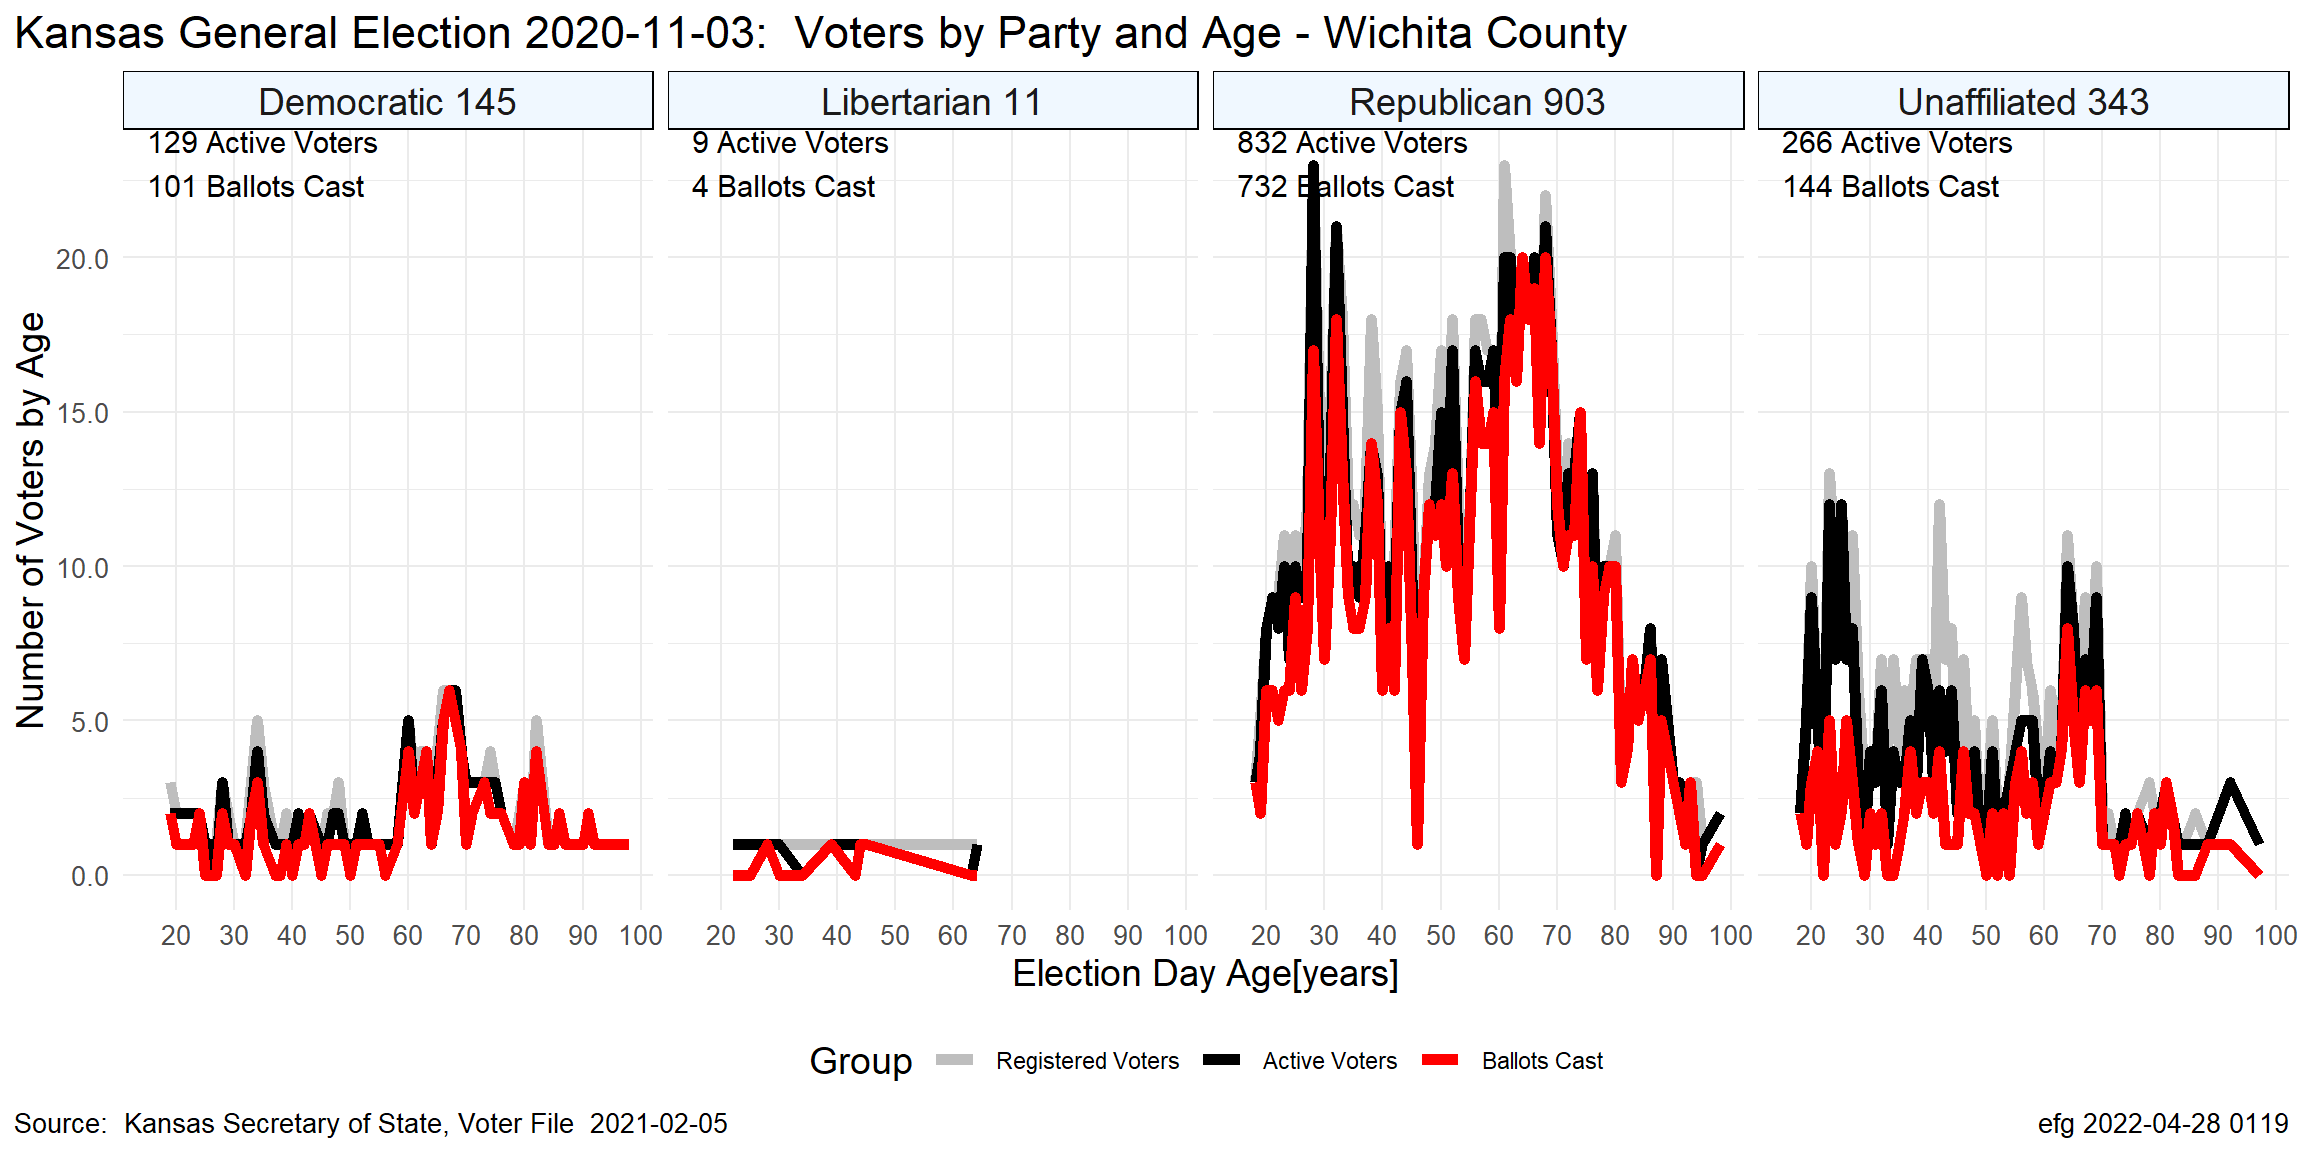 Kansas General Election 2020-11-03:  Voters by Party and Age - Wichita County
Democratic 145
Libertarian 11
Republican 903
Unaffiliated 343
129 Active Voters
101 Ballots Cast
9 Active Voters
4 Ballots Cast
832 Active Voters
732 Ballots Cast
266 Active Voters
144 Ballots Cast
Number of Voters by Age
20.0
15.0
10.0
5.0
0.0
20 30 40 50 60 70 80 90 100
20 30 40 50 60 70 80 90 100
20 30 40 50 60 70 80 90 100
20 30 40 50 60 70 80 90 100
Election Day Age[years]
Group Registered Voters Active Voters Ballots Cast
Source:  Kansas Secretary of State, Voter File  2021-02-05
efg 2022-04-28 0119